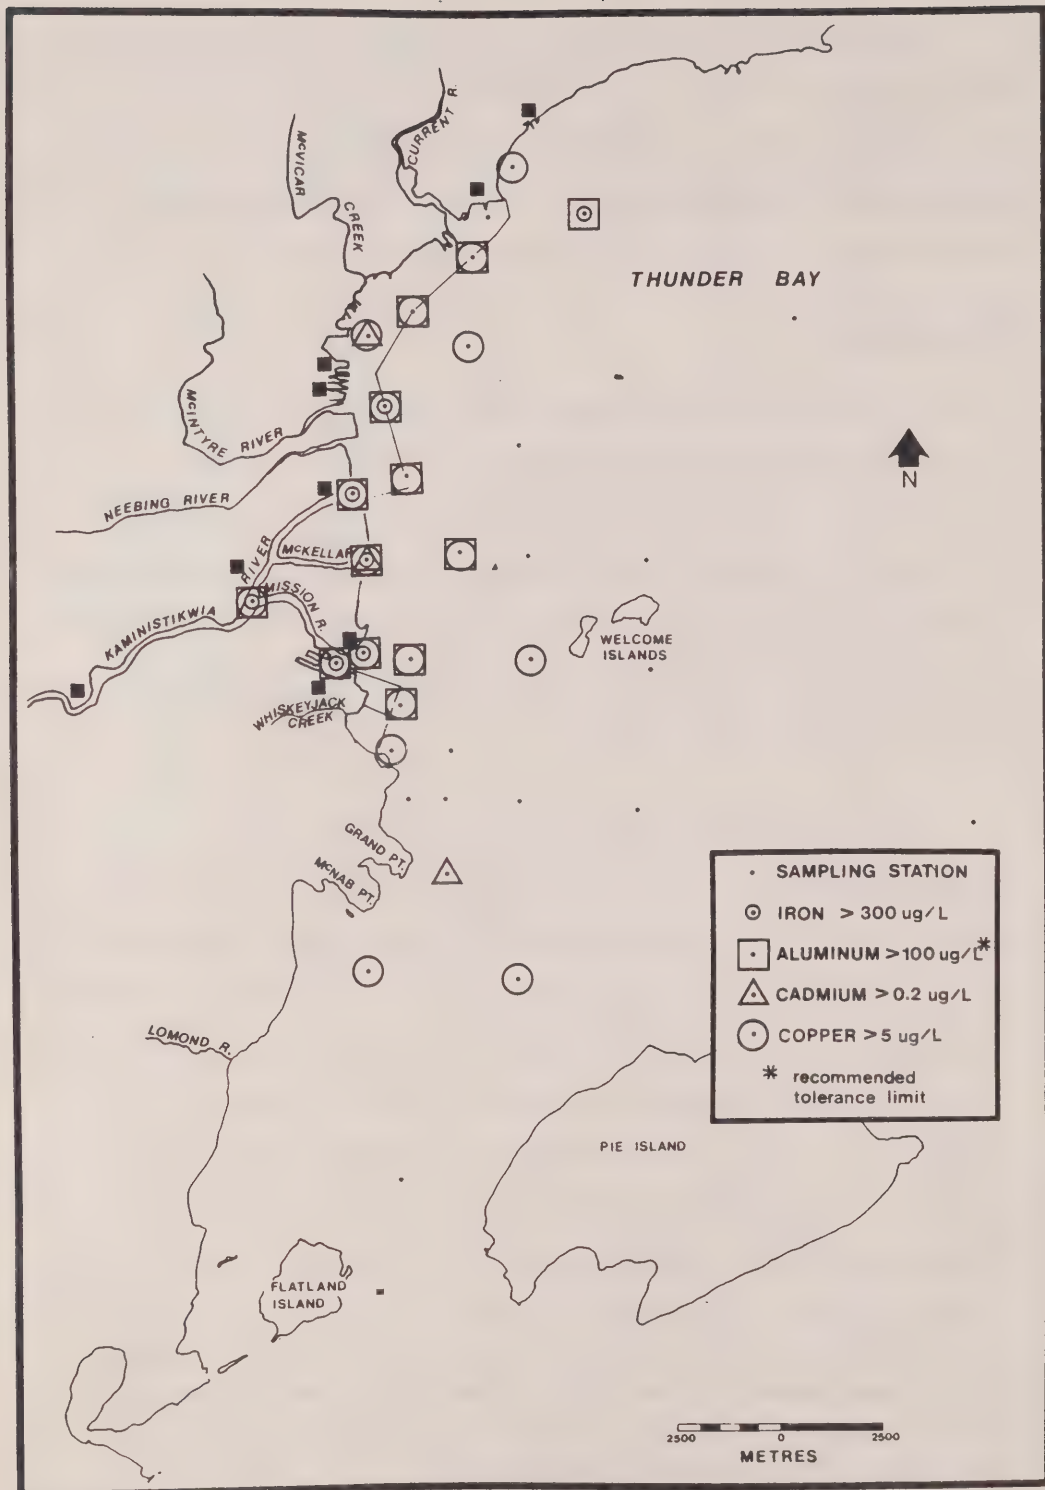 CURRENT R.
McVICAR
CREEK
THUNDER BAY
McINTYRE RIVER
N
NEEBING RIVER
McKELLAR
RIVER
MISSION R.
KAMINISTIKWIA
WELCOME
ISLANDS
WHISKEYJACK
CREEK
GRAND PT.
McNAB PT.
• SAMPLING STATION
IRON > 300 ug/L
ALUMINUM >100 ug/L*
CADMIUM >0.2 ug/L
COPPER >5 ug/L
* recommended
tolerance limit
LOMOND R.
PIE ISLAND
FLATLAND
ISLAND
2500 0 2500
METRES